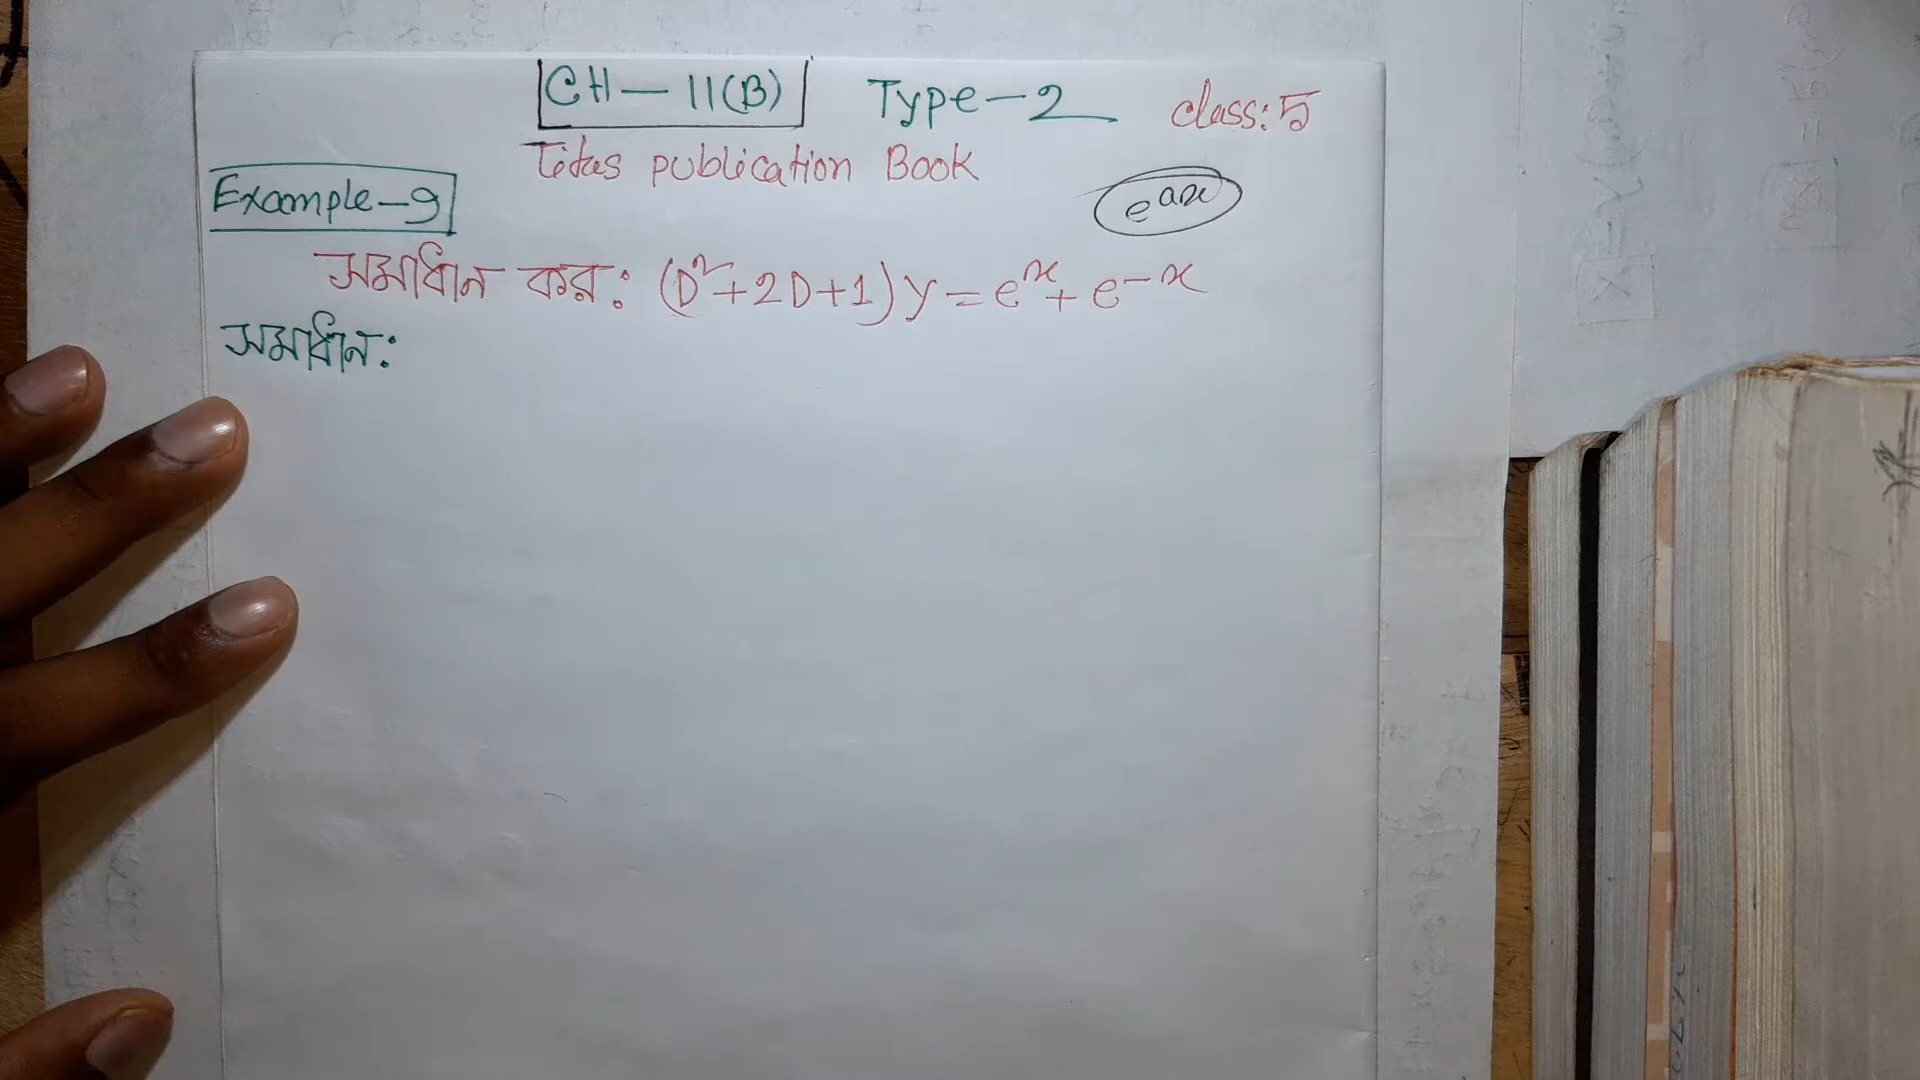 CH - 11(B) Type-2 class: 5
Titas publication Book
Example-9 e^ax
সমাধান কর: (D²+2D+1)y = e^x + e^-x
সমাধান: